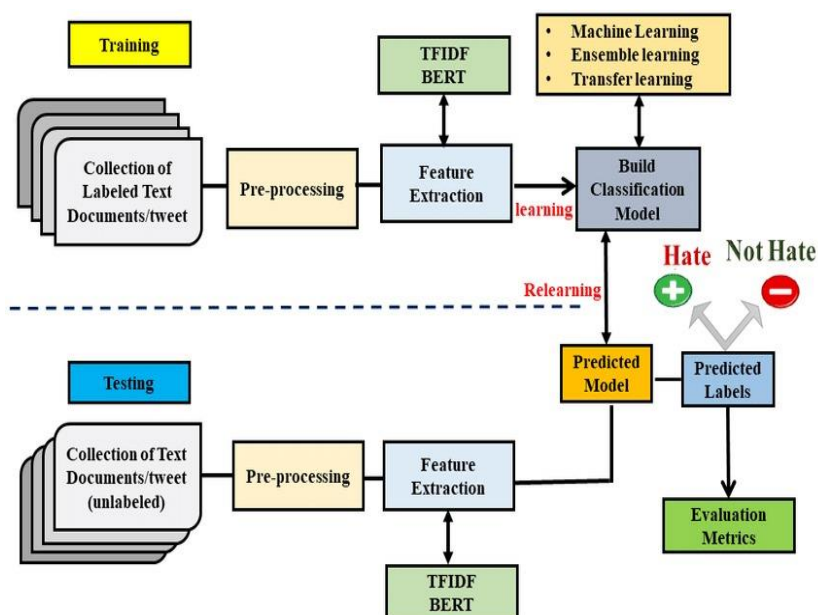 Training
TFIDF
BERT
• Machine Learning
• Ensemble learning
• Transfer learning
Collection of
Labeled Text
Documents/tweet
Pre-processing
Feature
Extraction
learning
Build
Classification
Model
Relearning
Hate
Not Hate
Testing
Predicted
Model
Predicted
Labels
Collection of Text
Documents/tweet
(unlabeled)
Pre-processing
Feature
Extraction
Evaluation
Metrics
TFIDF
BERT